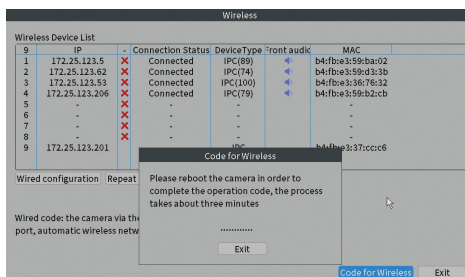 Wireless
Wireless Device List
9 IP - Connection Status DeviceType Front audio MAC
1 172.25.123.5 X Connected IPC(89) b4:fb:e3:59:ba:02
2 172.25.123.62 X Connected IPC(74) b4:fb:e3:59:d3:3b
3 172.25.123.53 X Connected IPC(100) b4:fb:e3:36:76:32
4 172.25.123.206 X Connected IPC(79) b4:fb:e3:59:b2:cb
5 - X - - -
6 - X - - -
7 - X - - -
8 - X - - -
9 172.25.123.201 IPC b4:fb:e3:37:cc:c6
Code for Wireless
Wired configuration Repeat
Please reboot the camera in order to
complete the operation code, the process
takes about three minutes
............
Exit
Wired code: the camera via the
port, automatic wireless netw
Code for Wireless Exit